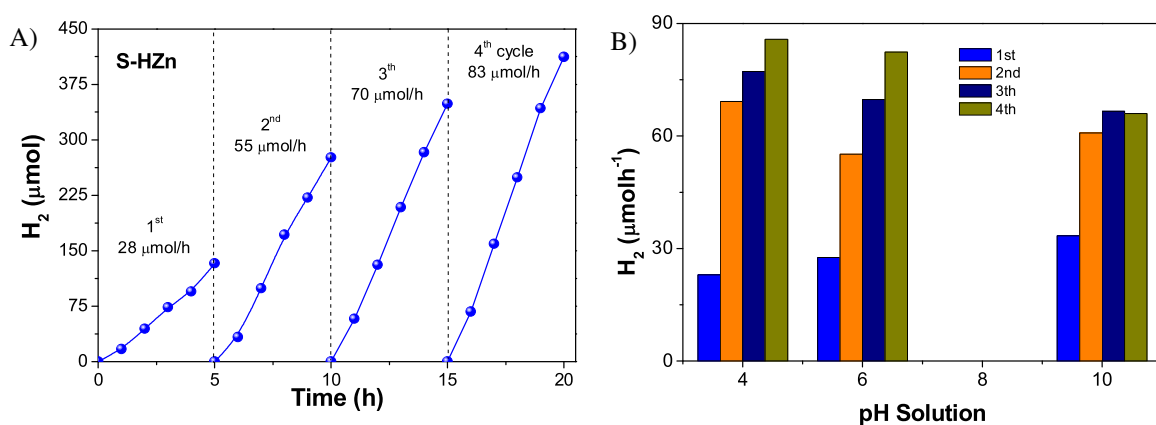 A)
S-HZn
1st
28 μmol/h
2nd
55 μmol/h
3th
70 μmol/h
4th cycle
83 μmol/h
H2 (μmol)
450
375
300
225
150
75
0
0 5 10 15 20
Time (h)
B)
1st
2nd
3th
4th
H2 (μmolh-1)
90
60
30
0
4 6 8 10
pH Solution